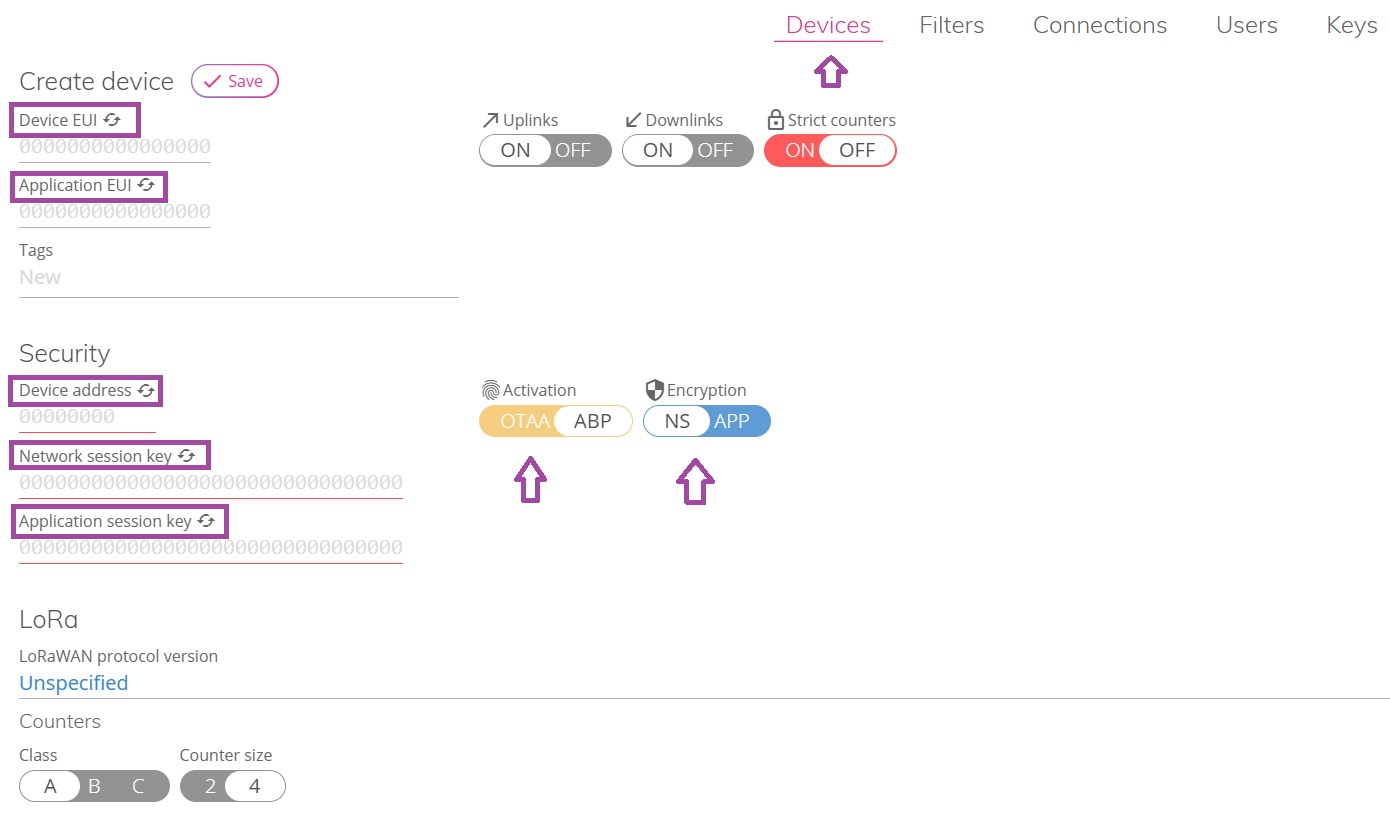 Devices Filters Connections Users Keys
Create device Save
Device EUI
0000000000000000
Uplinks Downlinks Strict counters
ON OFF ON OFF ON OFF
Application EUI
0000000000000000
Tags
New
Security
Device address
00000000
Activation Encryption
OTAA ABP NS APP
Network session key
00000000000000000000000000000000
Application session key
00000000000000000000000000000000
LoRa
LoRaWAN protocol version
Unspecified
Counters
Class Counter size
A B C 2 4